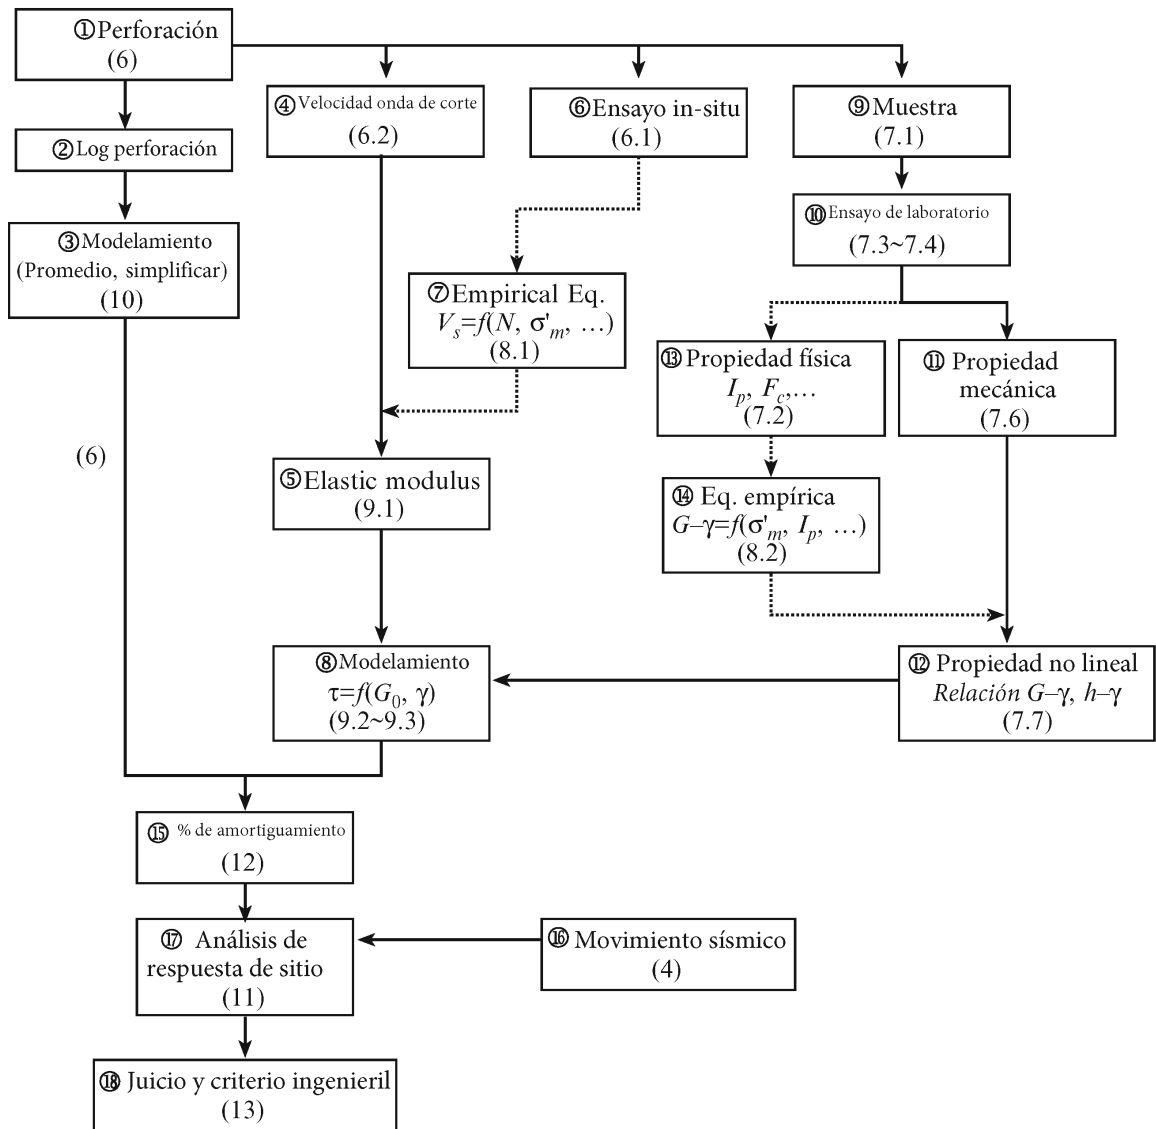 ①Perforación
(6)
②Log perforación
③Modelamiento
(Promedio, simplificar)
(10)
④Velocidad onda de corte
(6.2)
⑥Ensayo in-situ
(6.1)
⑨Muestra
(7.1)
⑩Ensayo de laboratorio
(7.3~7.4)
⑦Empirical Eq.
Vs=f(N, σ'm, ...)
(8.1)
⑬Propiedad física
Ip, Fc,...
(7.2)
⑪ Propiedad
mecánica
(7.6)
(6)
⑤Elastic modulus
(9.1)
⑭ Eq. empírica
G–γ=f(σ'm, Ip, ...)
(8.2)
⑧Modelamiento
τ=f(G0, γ)
(9.2~9.3)
⑫ Propiedad no lineal
Relación G–γ, h–γ
(7.7)
⑮ % de amortiguamiento
(12)
⑰ Análisis de
respuesta de sitio
(11)
⑯Movimiento sísmico
(4)
⑱ Juicio y criterio ingenieril
(13)